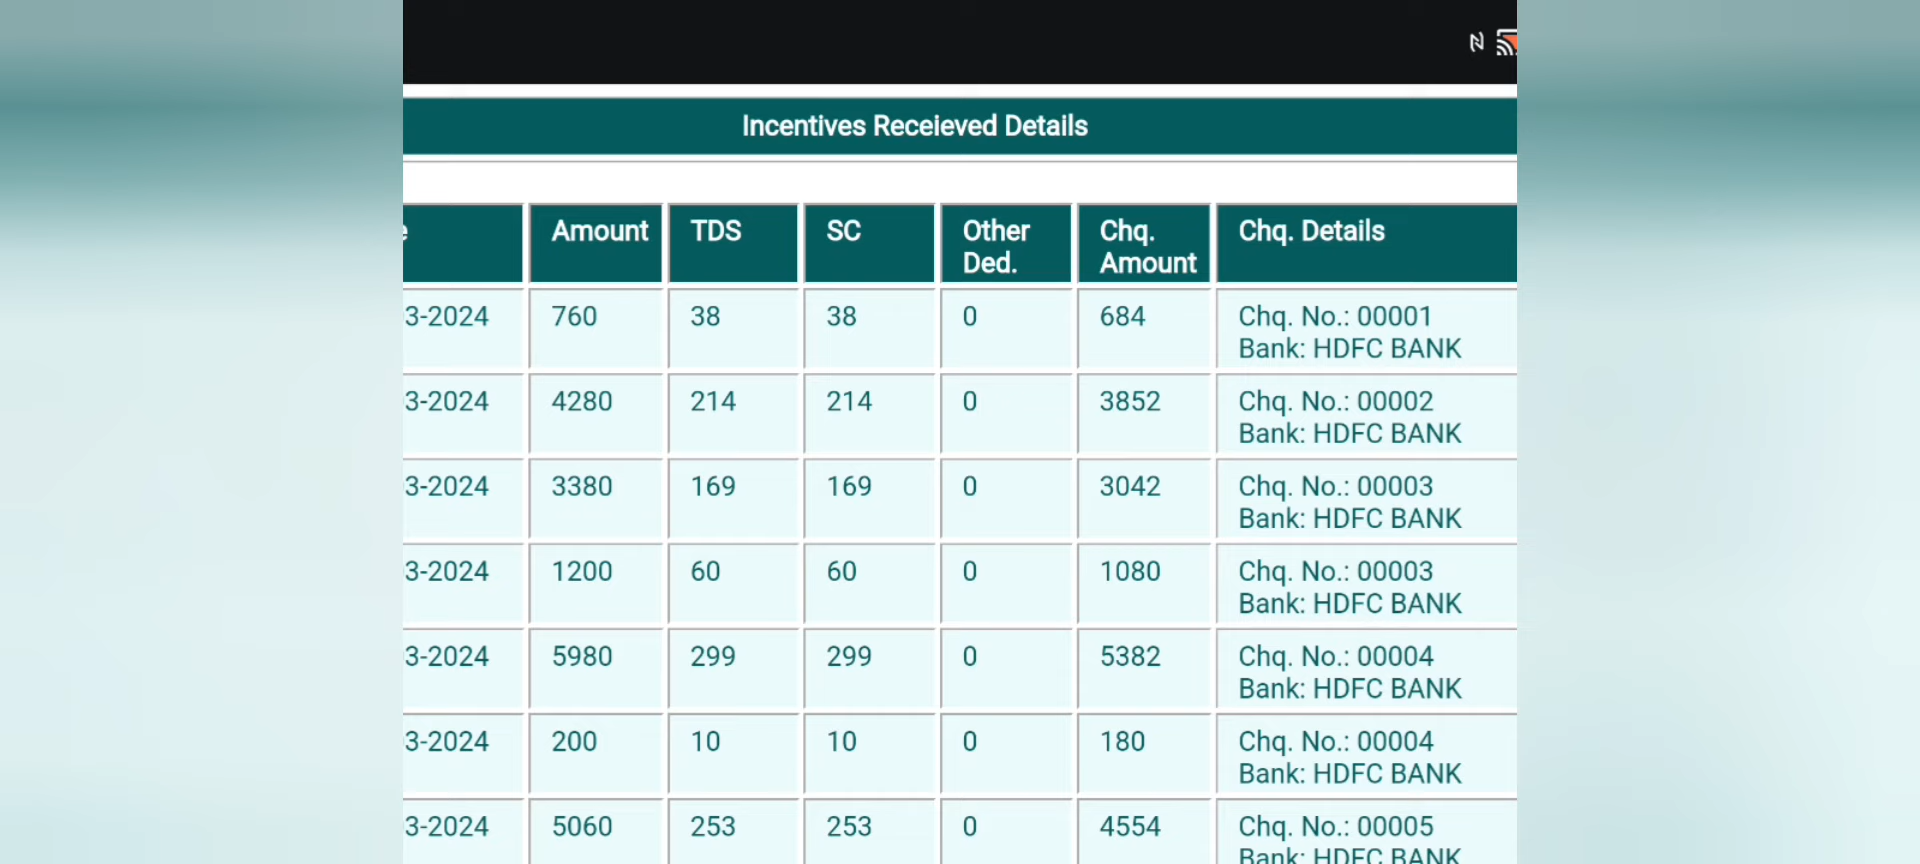 Incentives Receieved Details
e Amount TDS SC Other Ded. Chq. Amount Chq. Details
3-2024 760 38 38 0 684 Chq. No.: 00001
Bank: HDFC BANK
3-2024 4280 214 214 0 3852 Chq. No.: 00002
Bank: HDFC BANK
3-2024 3380 169 169 0 3042 Chq. No.: 00003
Bank: HDFC BANK
3-2024 1200 60 60 0 1080 Chq. No.: 00003
Bank: HDFC BANK
3-2024 5980 299 299 0 5382 Chq. No.: 00004
Bank: HDFC BANK
3-2024 200 10 10 0 180 Chq. No.: 00004
Bank: HDFC BANK
3-2024 5060 253 253 0 4554 Chq. No.: 00005
Bank: HDFC BANK